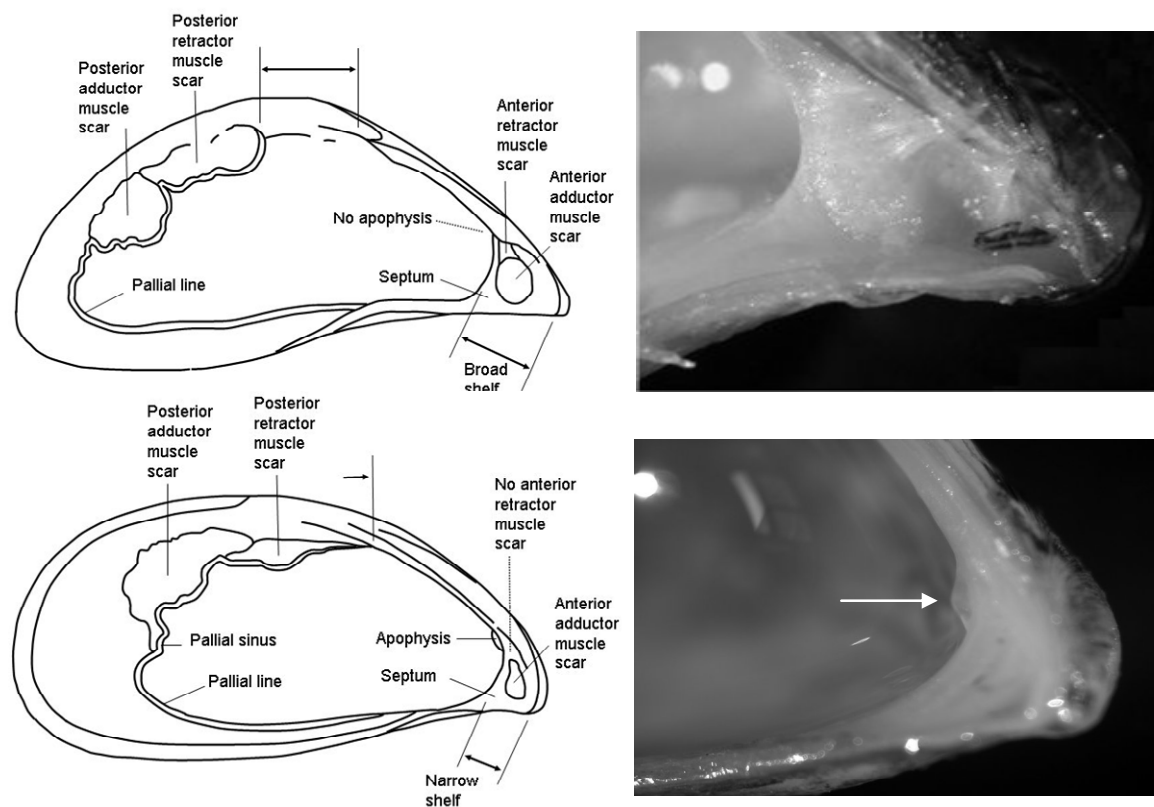 Posterior
retractor
muscle
scar
Posterior
adductor
muscle
scar
Anterior
retractor
muscle
scar
Anterior
adductor
muscle
scar
No apophysis
Septum
Pallial line
Broad
shelf
Posterior
adductor
muscle
scar
Posterior
retractor
muscle
scar
No anterior
retractor
muscle
scar
Anterior
adductor
muscle
scar
Apophysis
Pallial sinus
Septum
Pallial line
Narrow
shelf